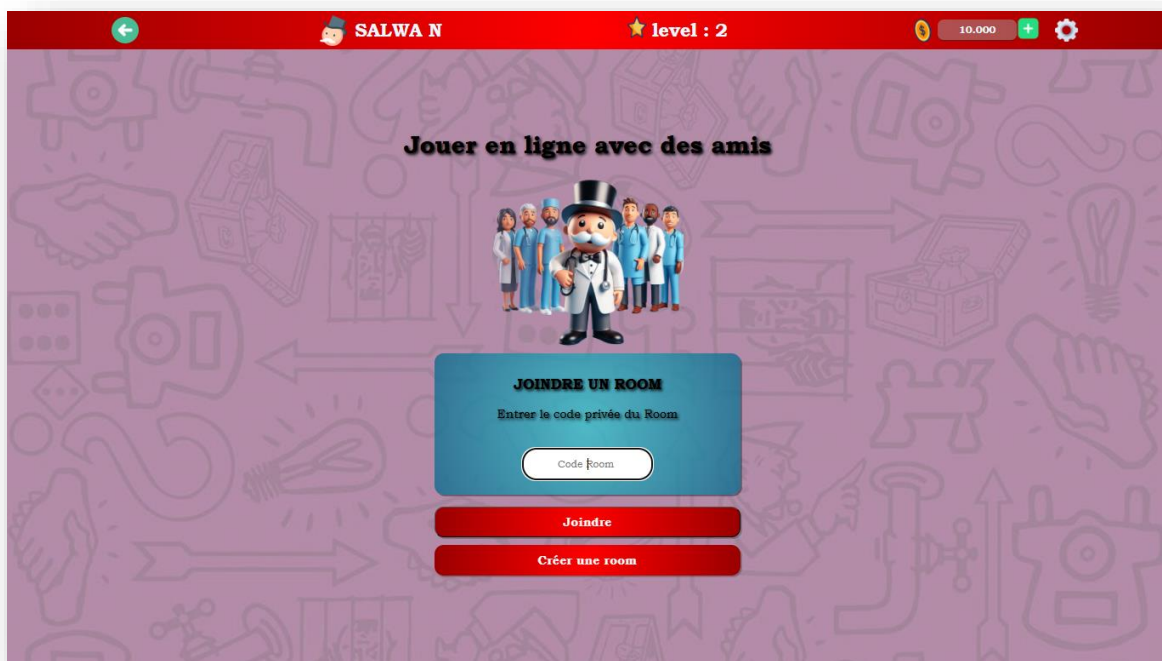 SALWA N
level : 2
10.000
+
Jouer en ligne avec des amis
JOINDRE UN ROOM
Entrer le code privée du Room
Code Room
Joindre
Créer une room